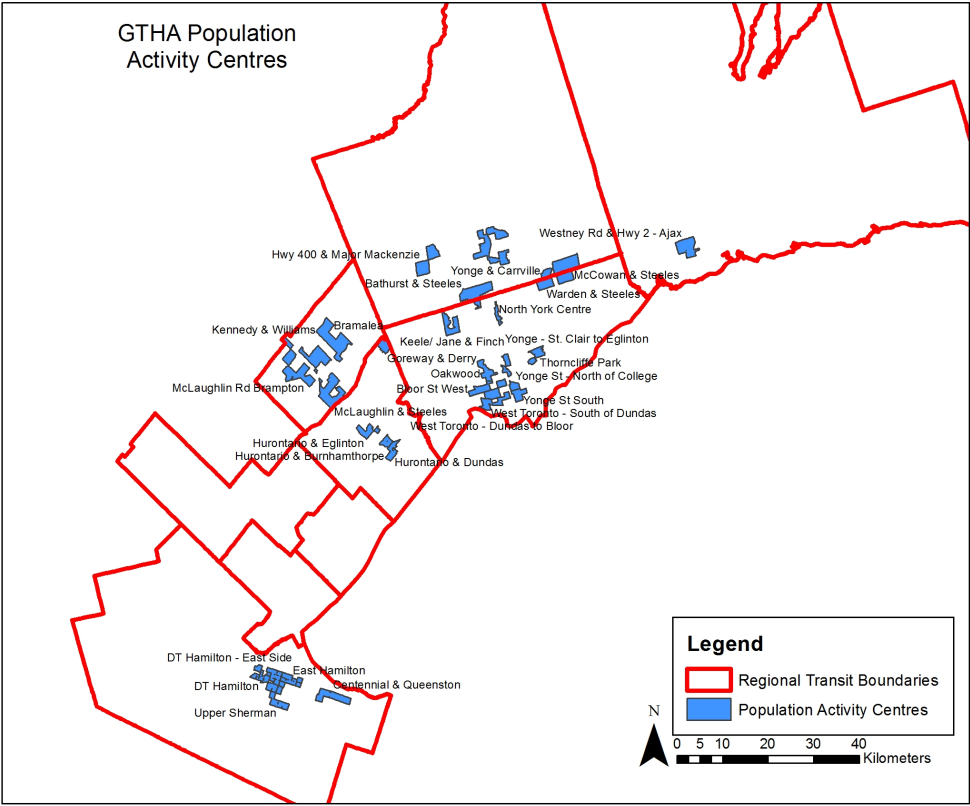 GTHA Population
Activity Centres
Westney Rd & Hwy 2 - Ajax
Hwy 400 & Major Mackenzie
Yonge & Carrville
McCowan & Steeles
Bathurst & Steeles
Warden & Steeles
North York Centre
Kennedy & Williams
Bramalea
Keele/ Jane & Finch
Yonge - St. Clair to Eglinton
Goreway & Derry
Thorncliffe Park
Oakwood
Yonge St - North of College
McLaughlin Rd Brampton
Bloor St West
Yonge St South
McLaughlin & Steeles
West Toronto - South of Dundas
West Toronto - Dundas to Bloor
Hurontario & Eglinton
Hurontario & Burnhamthorpe
Hurontario & Dundas
DT Hamilton - East Side
East Hamilton
DT Hamilton
Centennial & Queenston
Upper Sherman
Legend
Regional Transit Boundaries
Population Activity Centres
N
0 5 10 20 30 40
Kilometers